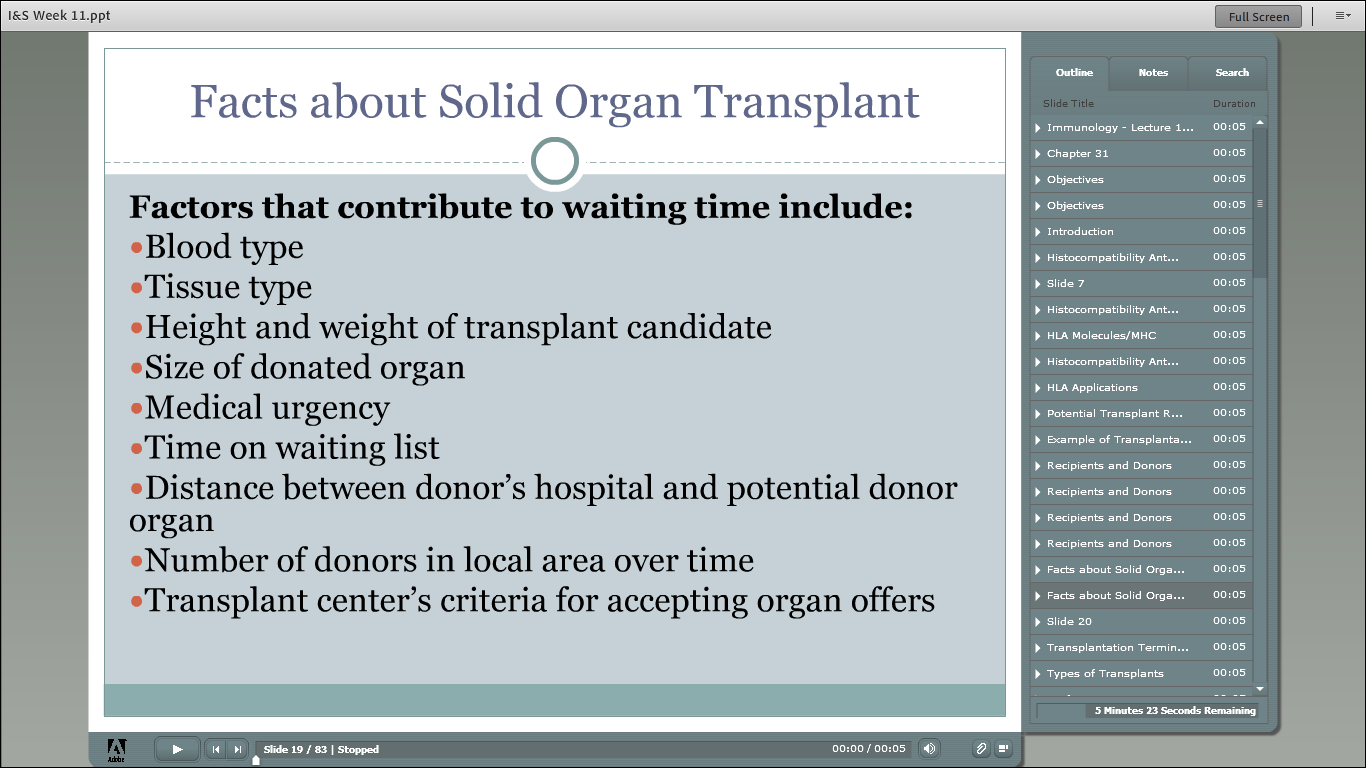 I&S Week 11.ppt
Full Screen
Facts about Solid Organ Transplant
Factors that contribute to waiting time include:
•Blood type
•Tissue type
•Height and weight of transplant candidate
•Size of donated organ
•Medical urgency
•Time on waiting list
•Distance between donor’s hospital and potential donor
organ
•Number of donors in local area over time
•Transplant center’s criteria for accepting organ offers
Outline Notes Search
Slide Title Duration
Immunology - Lecture 1... 00:05
Chapter 31 00:05
Objectives 00:05
Objectives 00:05
Introduction 00:05
Histocompatibility Ant... 00:05
Slide 7 00:05
Histocompatibility Ant... 00:05
HLA Molecules/MHC 00:05
Histocompatibility Ant... 00:05
HLA Applications 00:05
Potential Transplant R... 00:05
Example of Transplanta... 00:05
Recipients and Donors 00:05
Recipients and Donors 00:05
Recipients and Donors 00:05
Recipients and Donors 00:05
Facts about Solid Orga... 00:05
Facts about Solid Orga... 00:05
Slide 20 00:05
Transplantation Termin... 00:05
Types of Transplants 00:05
5 Minutes 23 Seconds Remaining
Adobe
Slide 19 / 83 | Stopped 00:00 / 00:05